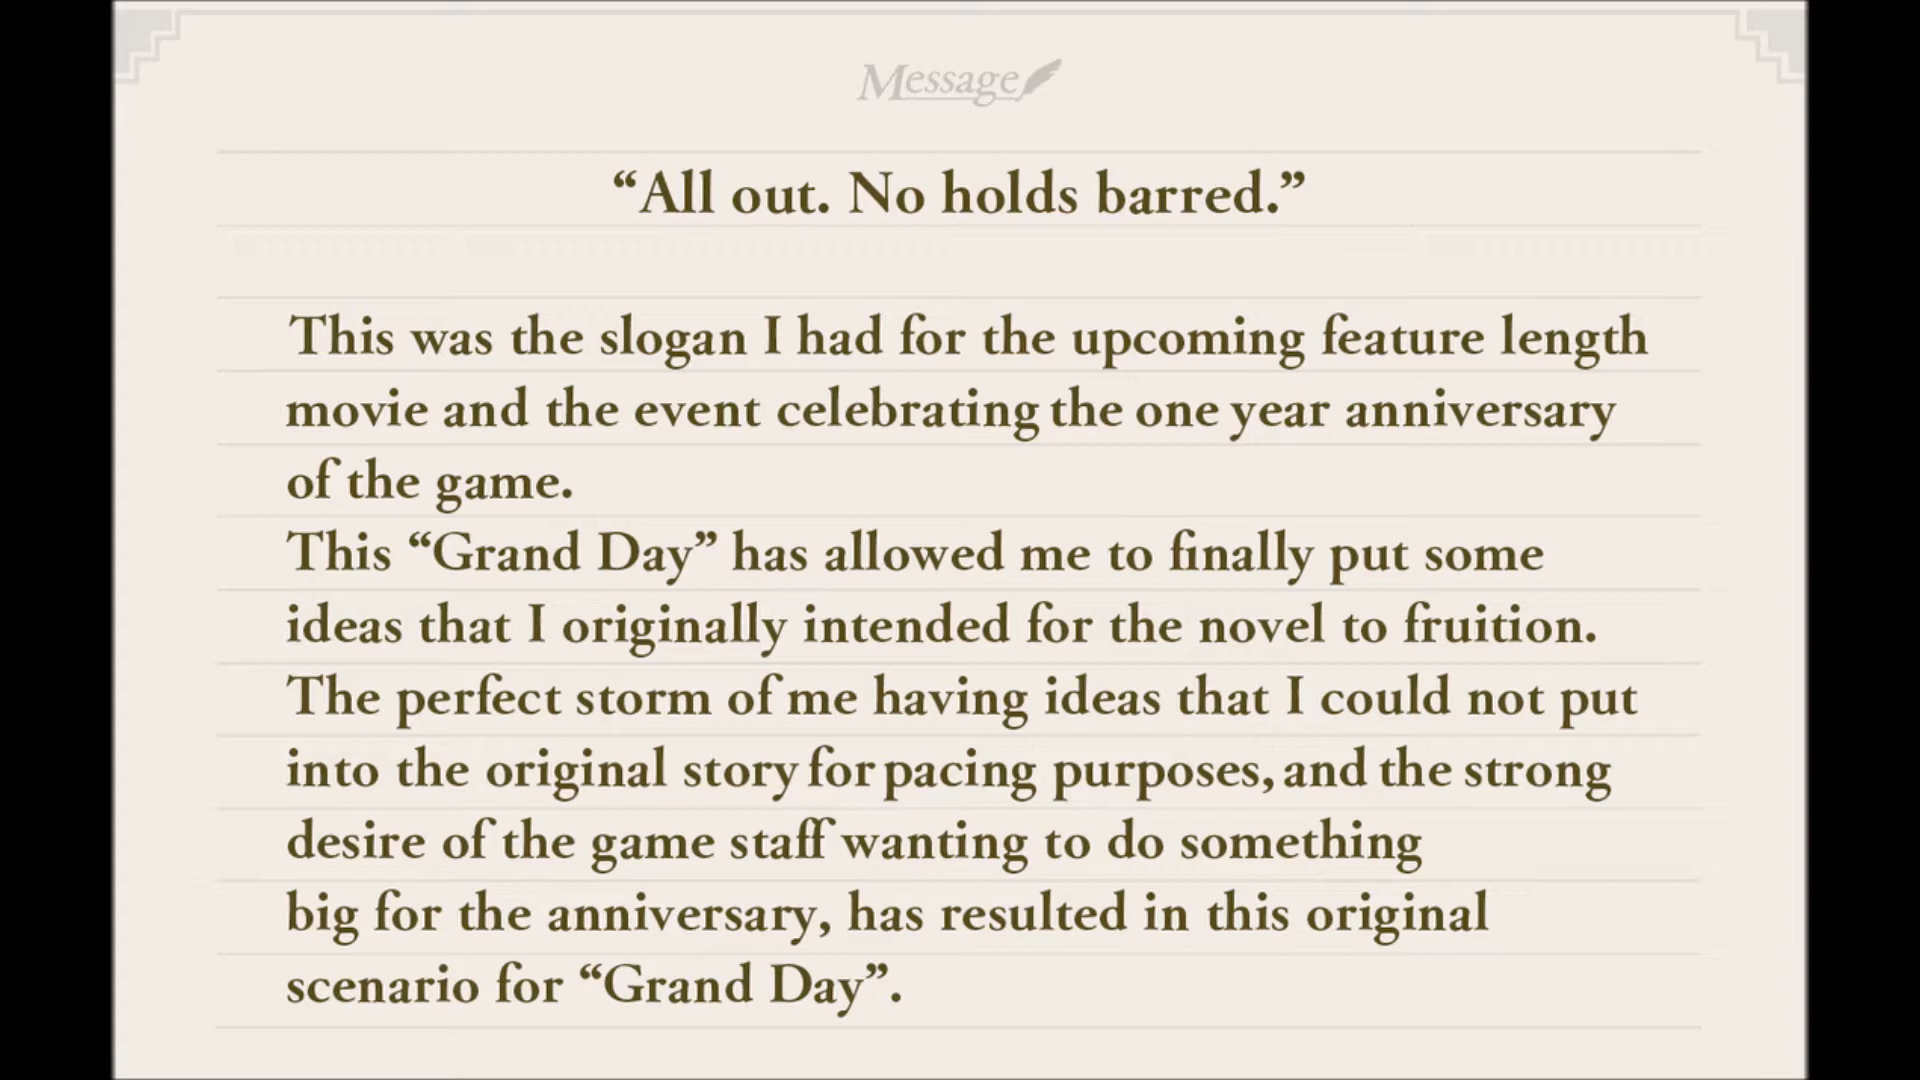 Message
“All out. No holds barred.”
This was the slogan I had for the upcoming feature length
movie and the event celebrating the one year anniversary
of the game.
This “Grand Day” has allowed me to finally put some
ideas that I originally intended for the novel to fruition.
The perfect storm of me having ideas that I could not put
into the original story for pacing purposes, and the strong
desire of the game staff wanting to do something
big for the anniversary, has resulted in this original
scenario for “Grand Day”.